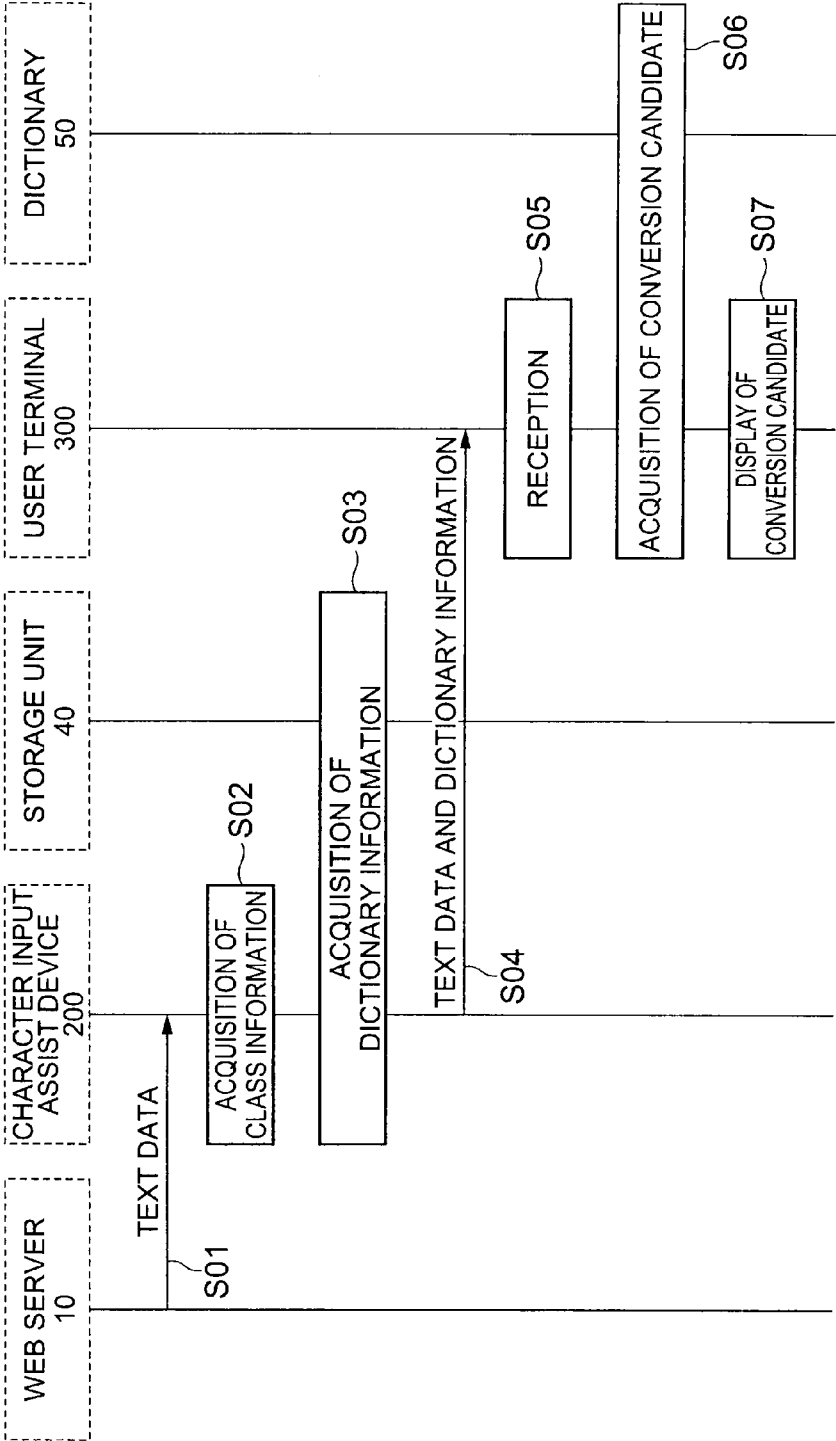 WEB SERVER
10
CHARACTER INPUT
ASSIST DEVICE
200
STORAGE UNIT
40
USER TERMINAL
300
DICTIONARY
50
TEXT DATA
S01
ACQUISITION OF
CLASS INFORMATION
S02
ACQUISITION OF
DICTIONARY INFORMATION
S03
TEXT DATA AND DICTIONARY INFORMATION
S04
RECEPTION
S05
ACQUISITION OF CONVERSION CANDIDATE
S06
DISPLAY OF
CONVERSION CANDIDATE
S07